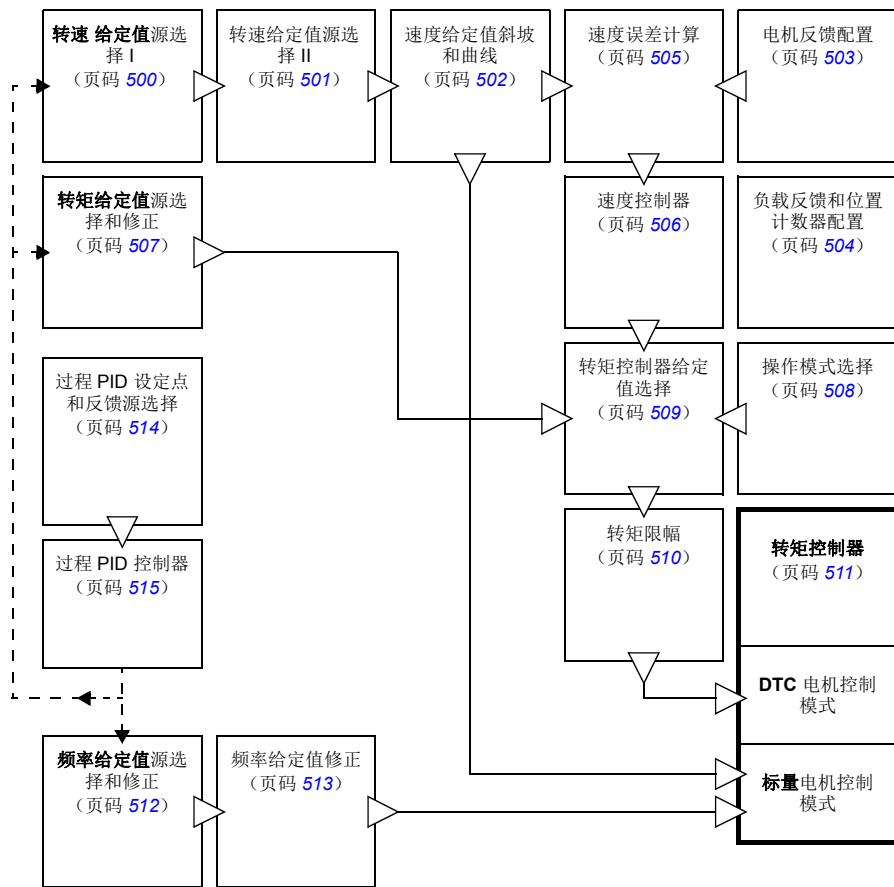 转速 给定值源选
择 I
（页码 500）
转速给定值源选
择 II
（页码 501）
速度给定值斜坡
和曲线
（页码 502）
速度误差计算
（页码 505）
电机反馈配置
（页码 503）
转矩给定值源选
择和修正
（页码 507）
速度控制器
（页码 506）
负载反馈和位置
计数器配置
（页码 504）
过程 PID 设定点
和反馈源选择
（页码 514）
转矩控制器给定
值选择
（页码 509）
操作模式选择
（页码 508）
过程 PID 控制器
（页码 515）
转矩限幅
（页码 510）
转矩控制器
（页码 511）
DTC 电机控制
模式
频率给定值源选
择和修正
（页码 512）
频率给定值修正
（页码 513）
标量电机控制
模式